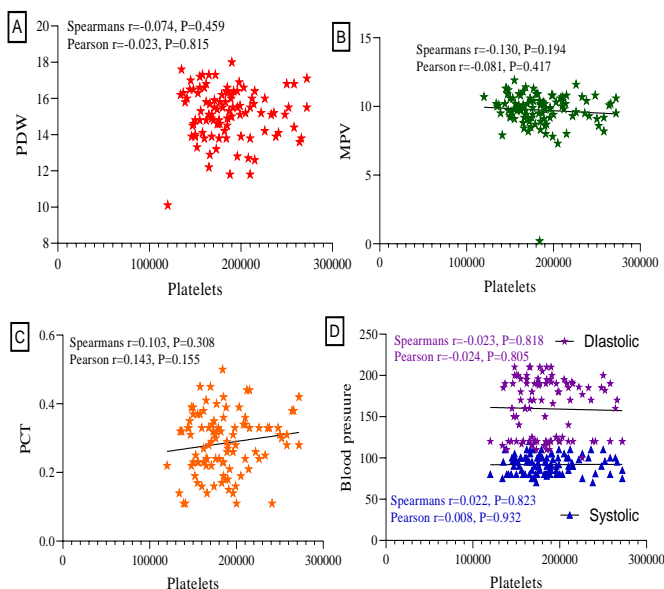 A
Spearmans r=-0.074, P=0.459
Pearson r=-0.023, P=0.815
20
18
16
14
12
10
8
PDW
0
100000
200000
300000
Platelets
B
Spearmans r=-0.130, P=0.194
Pearson r=-0.081, P=0.417
15
10
5
0
MPV
0
100000
200000
300000
Platelets
C
Spearmans r=0.103, P=0.308
Pearson r=0.143, P=0.155
0.6
0.4
0.2
0.0
PCT
0
100000
200000
300000
Platelets
D
Spearmans r=-0.023, P=0.818
Pearson r=-0.024, P=0.805
DIastolic
250
200
150
100
50
0
Blood presuure
Spearmans r=0.022, P=0.823
Pearson r=0.008, P=0.932
Systolic
0
100000
200000
300000
Platelets